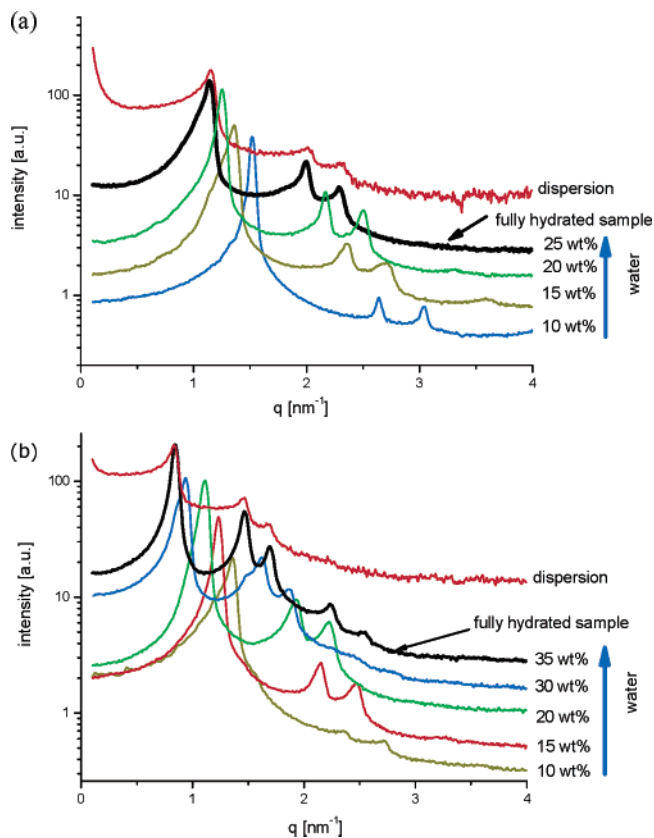 (a)
100
10
1
intensity [a.u.]
dispersion
fully hydrated sample
25 wt%
20 wt%
15 wt%
10 wt%
water
0 1 2 3 4
q [nm⁻¹]
(b)
100
10
1
intensity [a.u.]
dispersion
fully hydrated sample
35 wt%
30 wt%
20 wt%
15 wt%
10 wt%
water
0 1 2 3 4
q [nm⁻¹]